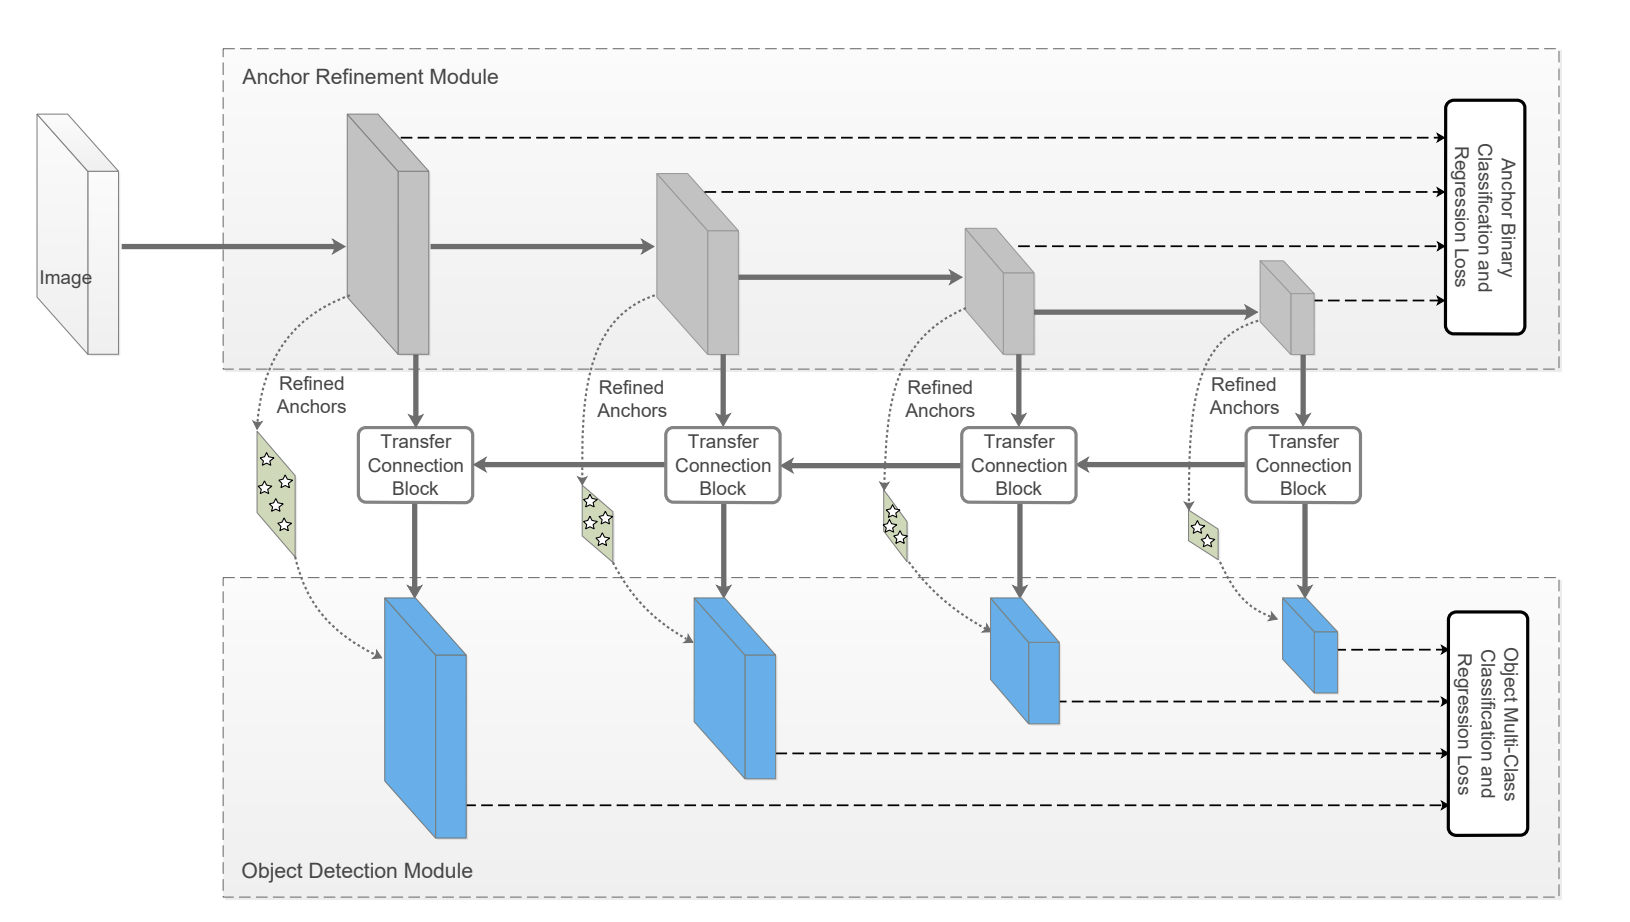 Anchor Refinement Module
Image
Anchor Binary
Classification and
Regression Loss
Refined
Anchors
Refined
Anchors
Refined
Anchors
Refined
Anchors
Transfer
Connection
Block
Transfer
Connection
Block
Transfer
Connection
Block
Transfer
Connection
Block
Object Multi-Class
Classification and
Regression Loss
Object Detection Module